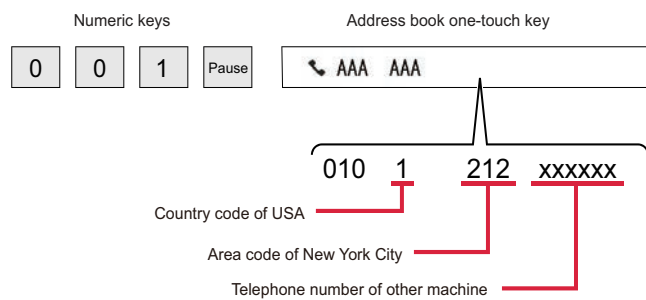 Numeric keys Address book one-touch key
0 0 1 Pause AAA AAA
010 1 212 xxxxxx
Country code of USA
Area code of New York City
Telephone number of other machine